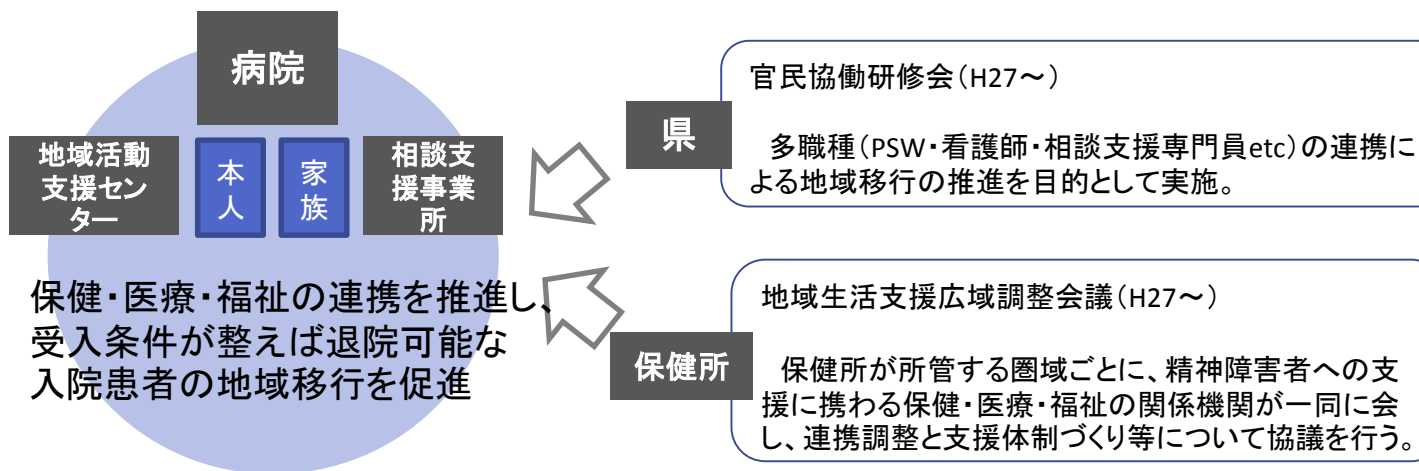 病院
地域活動
支援セン
ター
本
人
家
族
相談支
援事業
所
保健・医療・福祉の連携を推進し、
受入条件が整えば退院可能な
入院患者の地域移行を促進
県
官民協働研修会(H27～)
多職種(PSW・看護師・相談支援専門員etc)の連携に
よる地域移行の推進を目的として実施。
保健所
地域生活支援広域調整会議(H27～)
保健所が所管する圏域ごとに、精神障害者への支
援に携わる保健・医療・福祉の関係機関が一同に会
し、連携調整と支援体制づくり等について協議を行う。